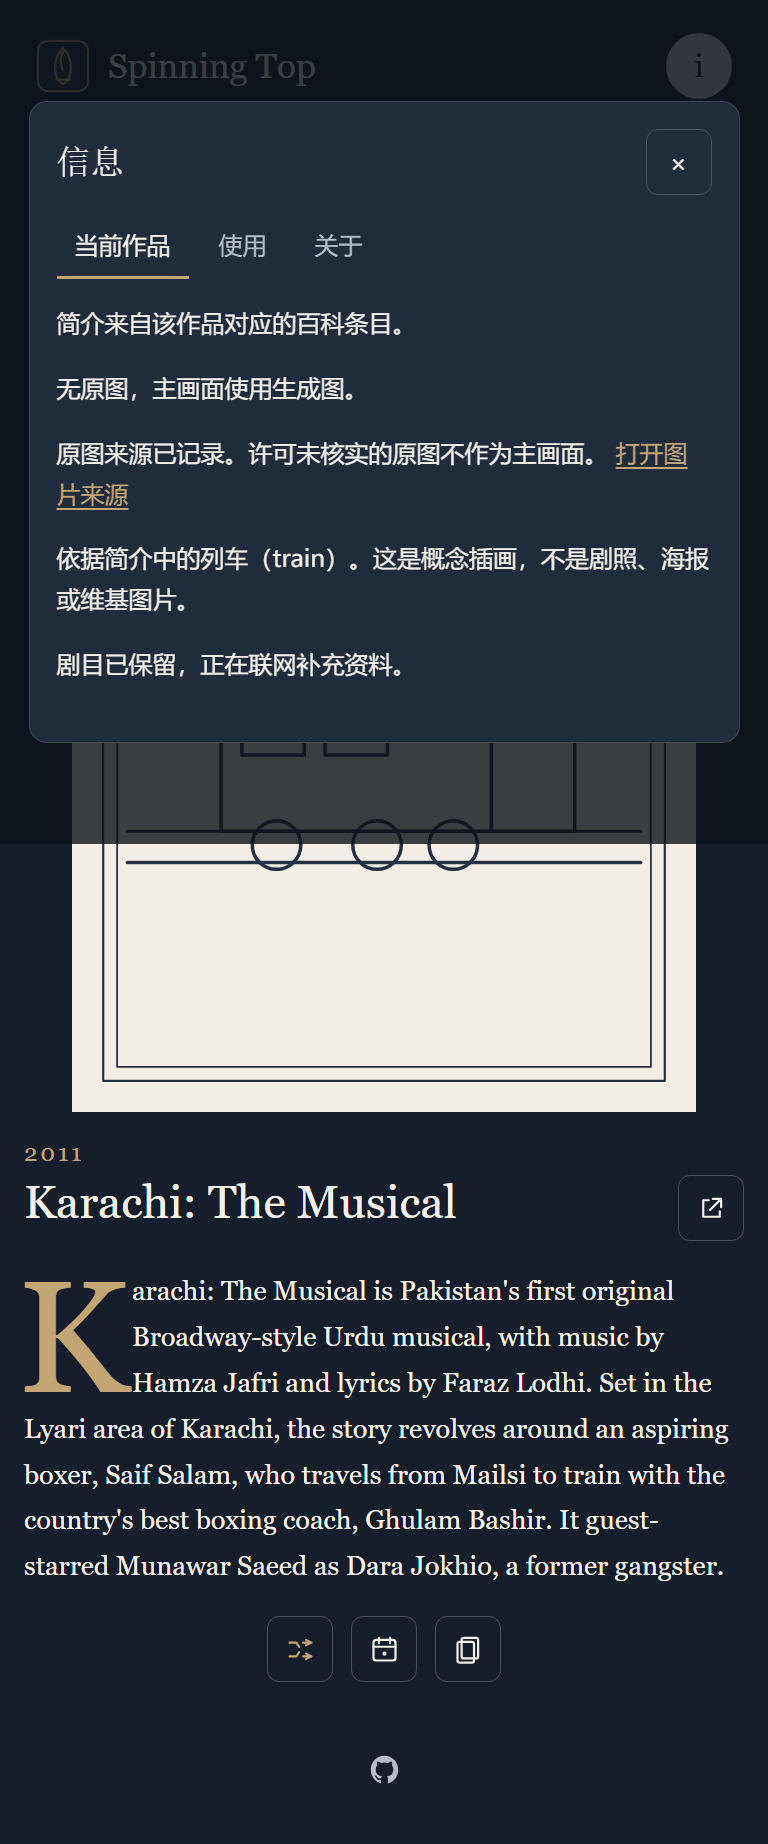 Spinning Top
i
信息
×
当前作品 使用 关于
简介来自该作品对应的百科条目。
无原图，主画面使用生成图。
原图来源已记录。许可未核实的原图不作为主画面。 打开图
片来源
依据简介中的列车（train）。这是概念插画，不是剧照、海报
或维基图片。
剧目已保留，正在联网补充资料。
2011
Karachi: The Musical
Karachi: The Musical is Pakistan's first original
Broadway-style Urdu musical, with music by
Hamza Jafri and lyrics by Faraz Lodhi. Set in the
Lyari area of Karachi, the story revolves around an aspiring
boxer, Saif Salam, who travels from Mailsi to train with the
country's best boxing coach, Ghulam Bashir. It guest-
starred Munawar Saeed as Dara Jokhio, a former gangster.